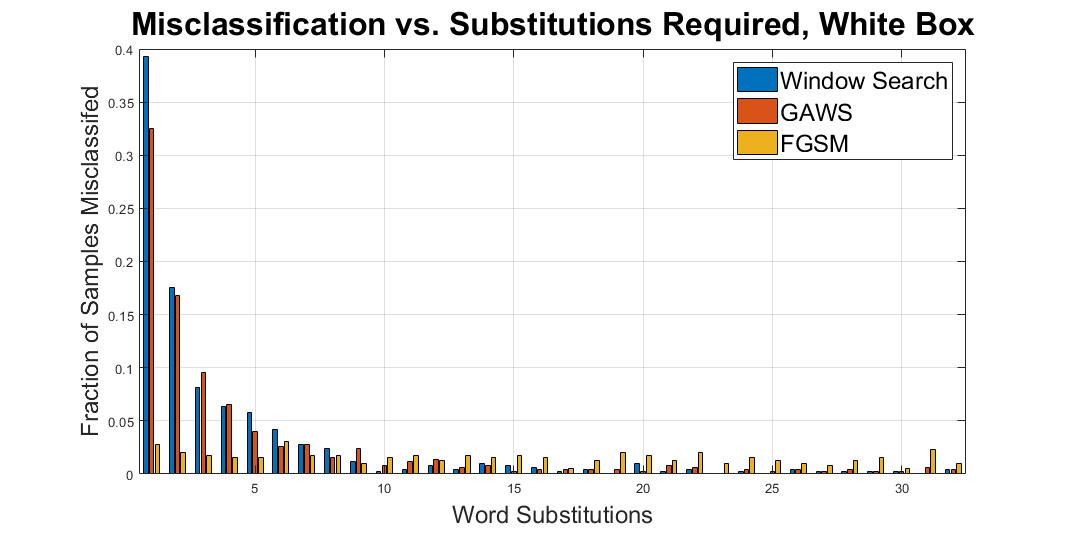 Misclassification vs. Substitutions Required, White Box
Fraction of Samples Misclassifed
0.4
0.35
0.3
0.25
0.2
0.15
0.1
0.05
0
Window Search
GAWS
FGSM
5
10
15
20
25
30
Word Substitutions